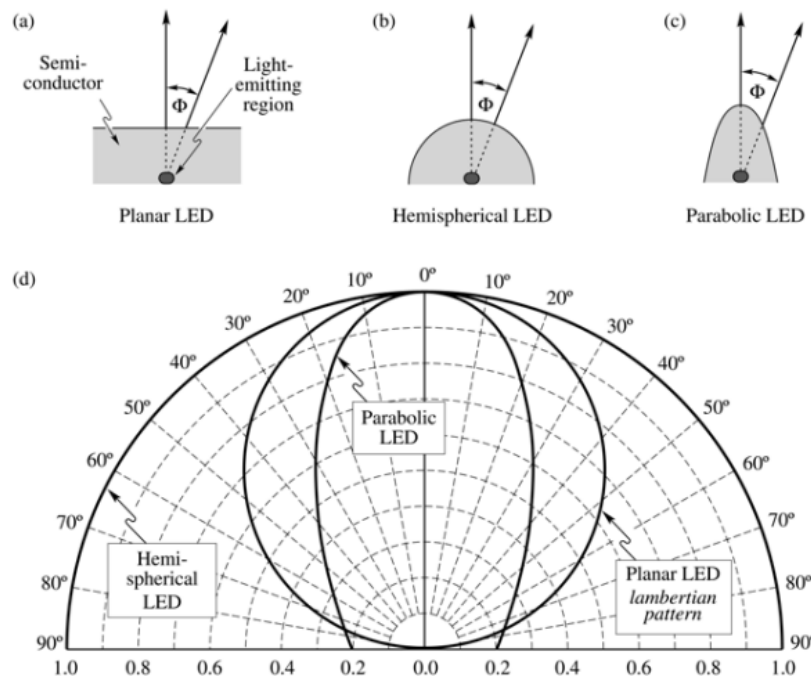 (a)
Semi-
conductor
Light-
emitting
region
Φ
Planar LED
(b)
Φ
Hemispherical LED
(c)
Φ
Parabolic LED
(d)
90º
80º
70º
60º
50º
40º
30º
20º
10º
0º
10º
20º
30º
40º
50º
60º
70º
80º
90º
Parabolic
LED
Hemi-
spherical
LED
Planar LED
lambertian
pattern
1.0 0.8 0.6 0.4 0.2 0.0 0.2 0.4 0.6 0.8 1.0